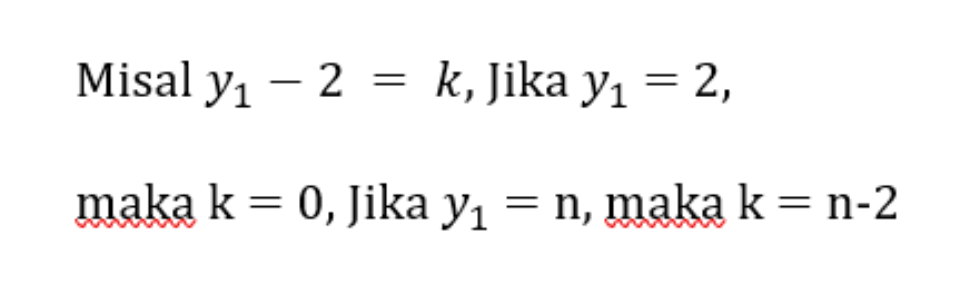 Misal y₁ − 2 = k, Jika y₁ = 2,
maka k = 0, Jika y₁ = n, maka k = n-2